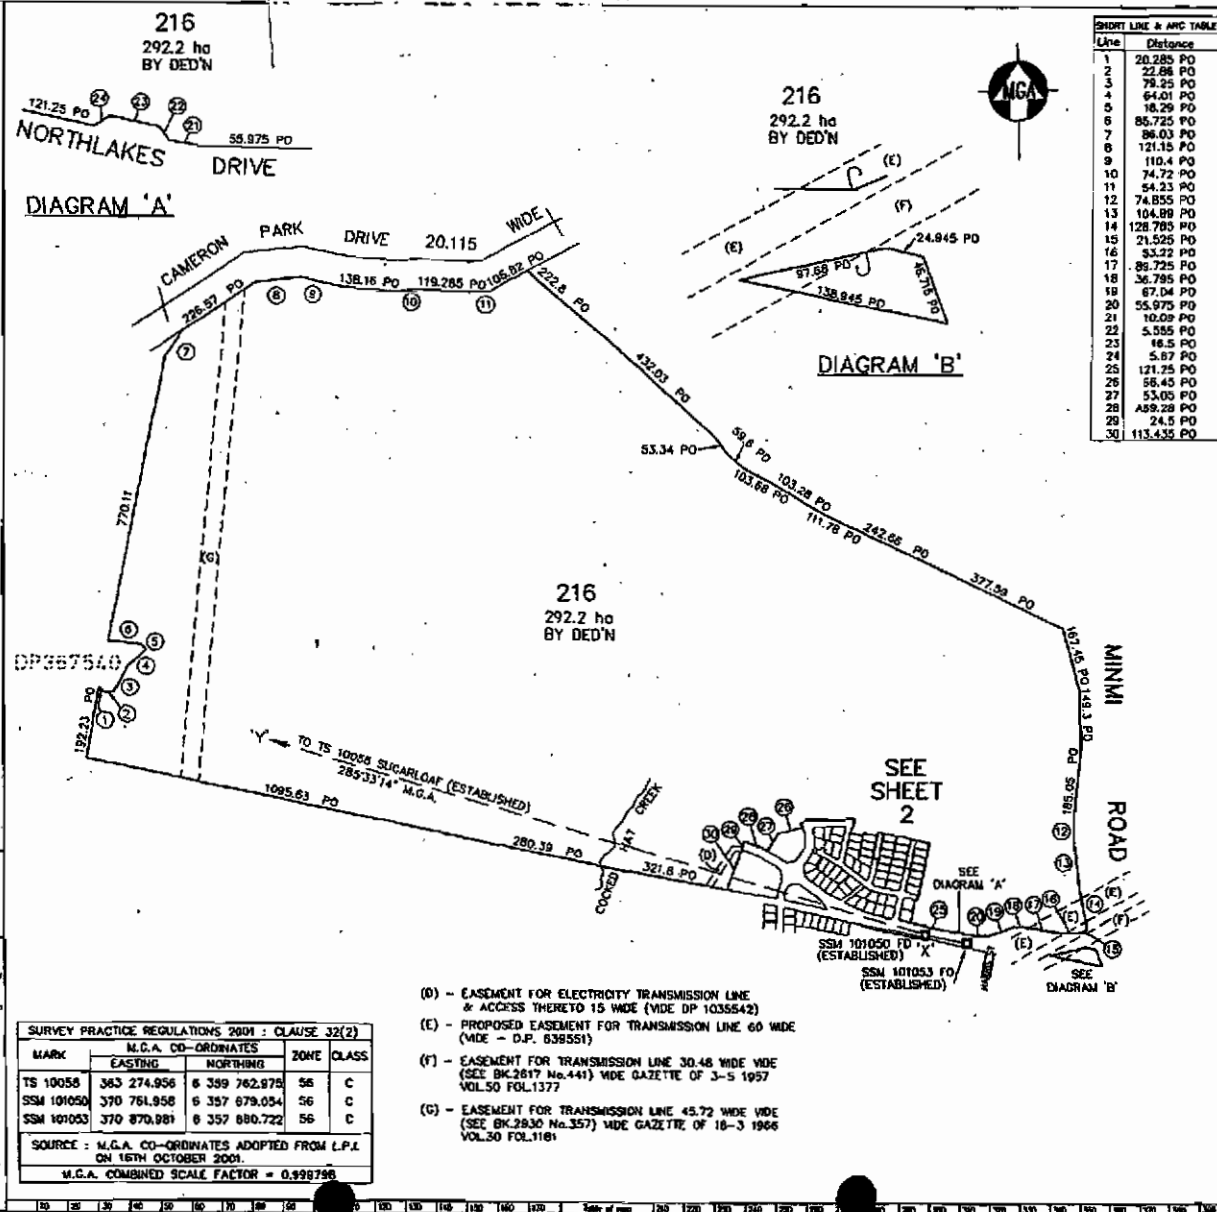 216
292.2 ha
BY DED'N
121.25 PO
24
23
22
21
55.975 PO
NORTHLAKES
DRIVE
DIAGRAM 'A'
216
292.2 ha
BY DED'N
(E)
(F)
(E)
24.945 PO
97.68 PO
46.715 PO
138.945 PO
DIAGRAM 'B'
MGA
SHORT LINE & ARC TABLE
Line Distance
1 20.285 PO
2 22.86 PO
3 79.25 PO
4 64.01 PO
5 18.29 PO
6 85.725 PO
7 86.03 PO
8 121.15 PO
9 110.4 PO
10 74.72 PO
11 54.23 PO
12 74.855 PO
13 104.89 PO
14 128.785 PO
15 21.525 PO
16 53.22 PO
17 89.725 PO
18 36.795 PO
19 67.04 PO
20 55.975 PO
21 10.09 PO
22 5.555 PO
23 16.5 PO
24 5.87 PO
25 121.25 PO
26 56.45 PO
27 53.05 PO
28 A59.28 PO
29 24.5 PO
30 113.435 PO
CAMERON
PARK
DRIVE
20.115
WIDE
226.57 PO
8
9
138.16 PO
10
119.285 PO
11
106.82 PO
222.8 PO
7
432.03 PO
53.34 PO
59.6 PO
103.68 PO
103.28 PO
111.78 PO
242.66 PO
377.59 PO
770.11
(G)
216
292.2 ha
BY DED'N
6
5
4
3
2
1
DP367540
192.23 PO
167.45 PO
149.3 PO
185.05 PO
MINMI
ROAD
'Y'
TO TS 10058 SUGARLOAF (ESTABLISHED)
285°33'14" M.G.A.
1095.63 PO
280.39 PO
COCKED
HAT CREEK
321.8 PO
SEE
SHEET
2
30
29
28
27
26
(D)
12
13
SEE
DIAGRAM 'A'
25
20
19
18
17
16
14
15
(E)
(E)
(E)
(F)
SSM 101050 FD 'X'
(ESTABLISHED)
SSM 101053 FD
(ESTABLISHED)
SEE
DIAGRAM 'B'
(D) - EASEMENT FOR ELECTRICITY TRANSMISSION LINE
& ACCESS THERETO 15 WIDE (VIDE DP 1035542)
(E) - PROPOSED EASEMENT FOR TRANSMISSION LINE 60 WIDE
(VIDE - D.P. 639551)
(F) - EASEMENT FOR TRANSMISSION LINE 30.48 WIDE VIDE
(SEE BK.2617 No.441) VIDE GAZETTE OF 3-5 1957
VOL.50 FOL.1377
(G) - EASEMENT FOR TRANSMISSION LINE 45.72 WIDE VIDE
(SEE BK.2930 No.357) VIDE GAZETTE OF 18-3 1966
VOL.30 FOL.1181
SURVEY PRACTICE REGULATIONS 2001 : CLAUSE 32(2)
MARK M.G.A. CO-ORDINATES ZONE CLASS
EASTING NORTHING
TS 10058 363 274.956 6 359 762.975 56 C
SSM 101050 370 761.958 6 357 679.054 56 C
SSM 101053 370 870.981 6 357 680.722 56 C
SOURCE : M.G.A. CO-ORDINATES ADOPTED FROM L.P.I.
ON 16TH OCTOBER 2001.
M.G.A. COMBINED SCALE FACTOR = 0.999796